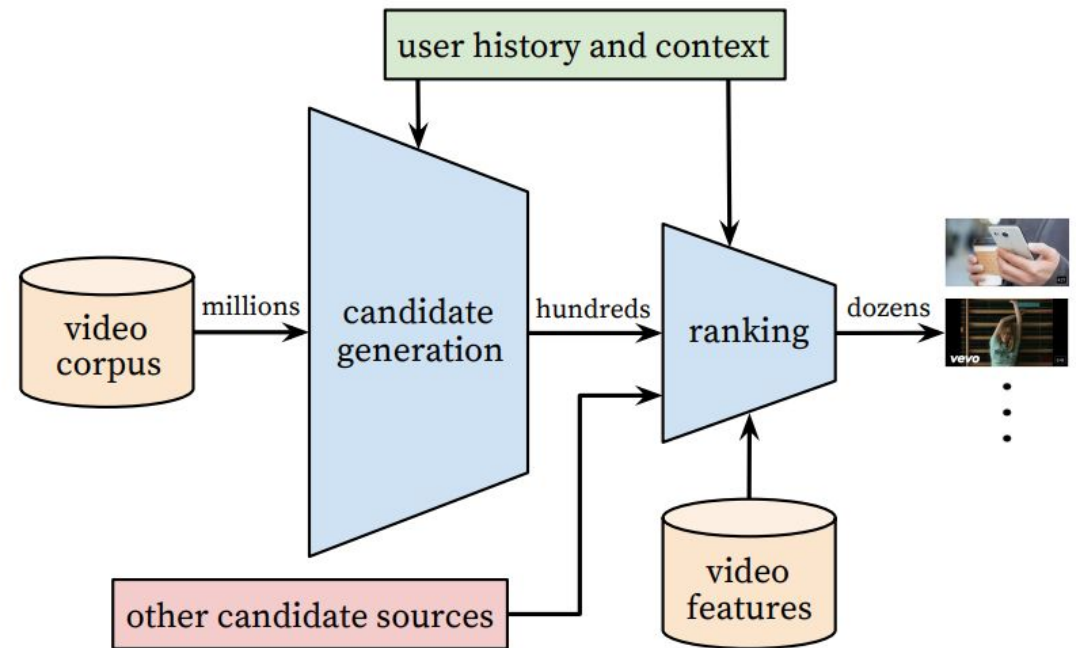 user history and context
video
corpus
millions
candidate
generation
hundreds
ranking
dozens
vevo
other candidate sources
video
features